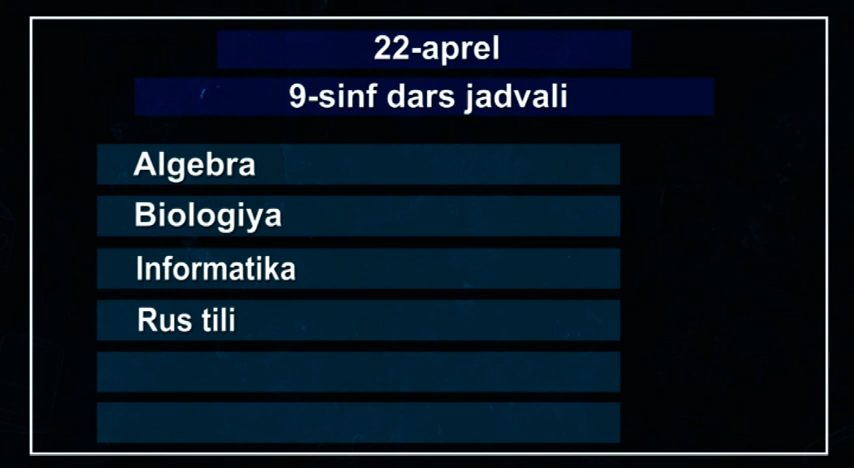 22-aprel
9-sinf dars jadvali
Algebra
Biologiya
Informatika
Rus tili